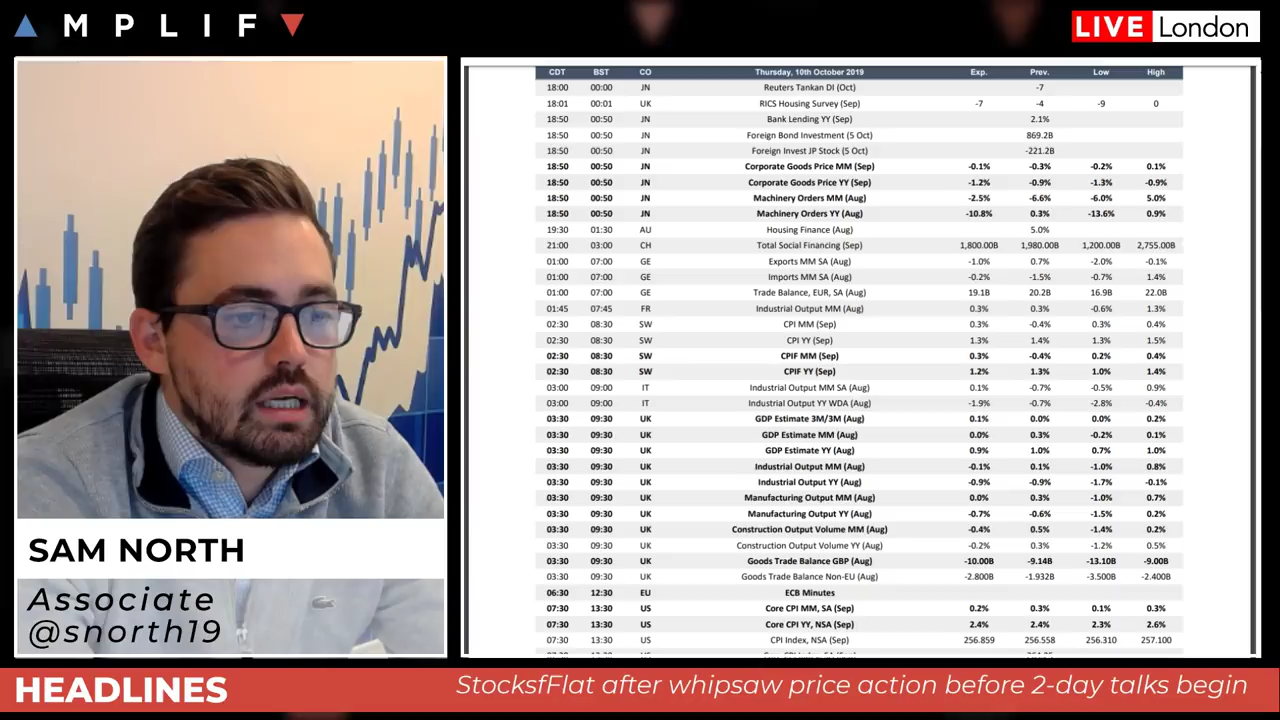 AMPLIFY
LIVE London
CDT BST CO Thursday, 10th October 2019 Exp. Prev. Low High
18:00 00:00 JN Reuters Tankan DI (Oct) -7
18:01 00:01 UK RICS Housing Survey (Sep) -7 -4 -9 0
18:50 00:50 JN Bank Lending YY (Sep) 2.1%
18:50 00:50 JN Foreign Bond Investment (5 Oct) 869.2B
18:50 00:50 JN Foreign Invest JP Stock (5 Oct) -221.2B
18:50 00:50 JN Corporate Goods Price MM (Sep) -0.1% -0.3% -0.2% 0.1%
18:50 00:50 JN Corporate Goods Price YY (Sep) -1.2% -0.9% -1.3% -0.9%
18:50 00:50 JN Machinery Orders MM (Aug) -2.5% -6.6% -6.0% 5.0%
18:50 00:50 JN Machinery Orders YY (Aug) -10.8% 0.3% -13.6% 0.9%
19:30 01:30 AU Housing Finance (Aug) 5.0%
21:00 03:00 CH Total Social Financing (Sep) 1,800.00B 1,980.00B 1,200.00B 2,755.00B
01:00 07:00 GE Exports MM SA (Aug) -1.0% 0.7% -2.0% -0.1%
01:00 07:00 GE Imports MM SA (Aug) -0.2% -1.5% -0.7% 1.4%
01:00 07:00 GE Trade Balance, EUR, SA (Aug) 19.1B 20.2B 16.9B 22.0B
01:45 07:45 FR Industrial Output MM (Aug) 0.3% 0.3% -0.6% 1.3%
02:30 08:30 SW CPI MM (Sep) 0.3% -0.4% 0.3% 0.4%
02:30 08:30 SW CPI YY (Sep) 1.3% 1.4% 1.3% 1.5%
02:30 08:30 SW CPIF MM (Sep) 0.3% -0.4% 0.2% 0.4%
02:30 08:30 SW CPIF YY (Sep) 1.2% 1.3% 1.0% 1.4%
03:00 09:00 IT Industrial Output MM SA (Aug) 0.1% -0.7% -0.5% 0.9%
03:00 09:00 IT Industrial Output YY WDA (Aug) -1.9% -0.7% -2.8% -0.4%
03:30 09:30 UK GDP Estimate 3M/3M (Aug) 0.1% 0.0% 0.0% 0.2%
03:30 09:30 UK GDP Estimate MM (Aug) 0.0% 0.3% -0.2% 0.1%
03:30 09:30 UK GDP Estimate YY (Aug) 0.9% 1.0% 0.7% 1.0%
03:30 09:30 UK Industrial Output MM (Aug) -0.1% 0.1% -1.0% 0.8%
03:30 09:30 UK Industrial Output YY (Aug) -0.9% -0.9% -1.7% -0.1%
03:30 09:30 UK Manufacturing Output MM (Aug) 0.0% 0.3% -1.0% 0.7%
03:30 09:30 UK Manufacturing Output YY (Aug) -0.7% -0.6% -1.5% 0.2%
03:30 09:30 UK Construction Output Volume MM (Aug) -0.4% 0.5% -1.4% 0.2%
03:30 09:30 UK Construction Output Volume YY (Aug) -0.2% 0.3% -1.2% 0.5%
03:30 09:30 UK Goods Trade Balance GBP (Aug) -10.00B -9.14B -13.10B -9.00B
03:30 09:30 UK Goods Trade Balance Non-EU (Aug) -2.800B -1.932B -3.500B -2.400B
06:30 12:30 EU ECB Minutes
07:30 13:30 US Core CPI MM, SA (Sep) 0.2% 0.3% 0.1% 0.3%
07:30 13:30 US Core CPI YY, NSA (Sep) 2.4% 2.4% 2.3% 2.6%
07:30 13:30 US CPI Index, NSA (Sep) 256.859 256.558 256.310 257.100
SAM NORTH
Associate
@snorth19
HEADLINES StocksfFlat after whipsaw price action before 2-day talks begin